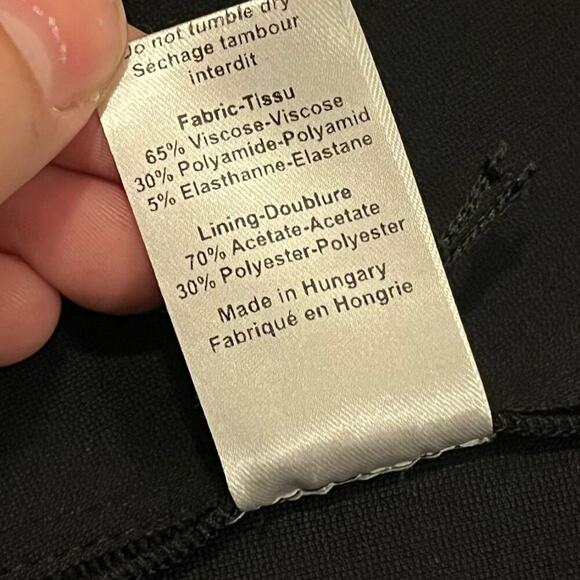 Do not tumble dry
Sechage tambour
interdit
Fabric-Tissu
65% Viscose-Viscose
30% Polyamide-Polyamid
5% Elasthanne-Elastane
Lining-Doublure
70% Acétate-Acetate
30% Polyester-Polyester
Made in Hungary
Fabriqué en Hongrie